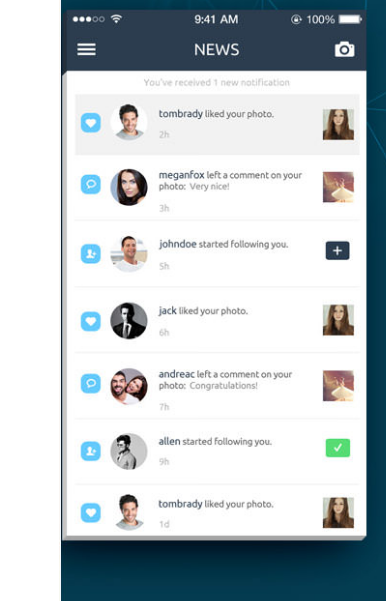 9:41 AM
100%
NEWS
You've received 1 new notification
tombrady liked your photo.
2h
meganfox left a comment on your
photo: Very nice!
3h
johndoe started following you.
5h
jack liked your photo.
6h
andreac left a comment on your
photo: Congratulations!
7h
allen started following you.
9h
tombrady liked your photo.
1d